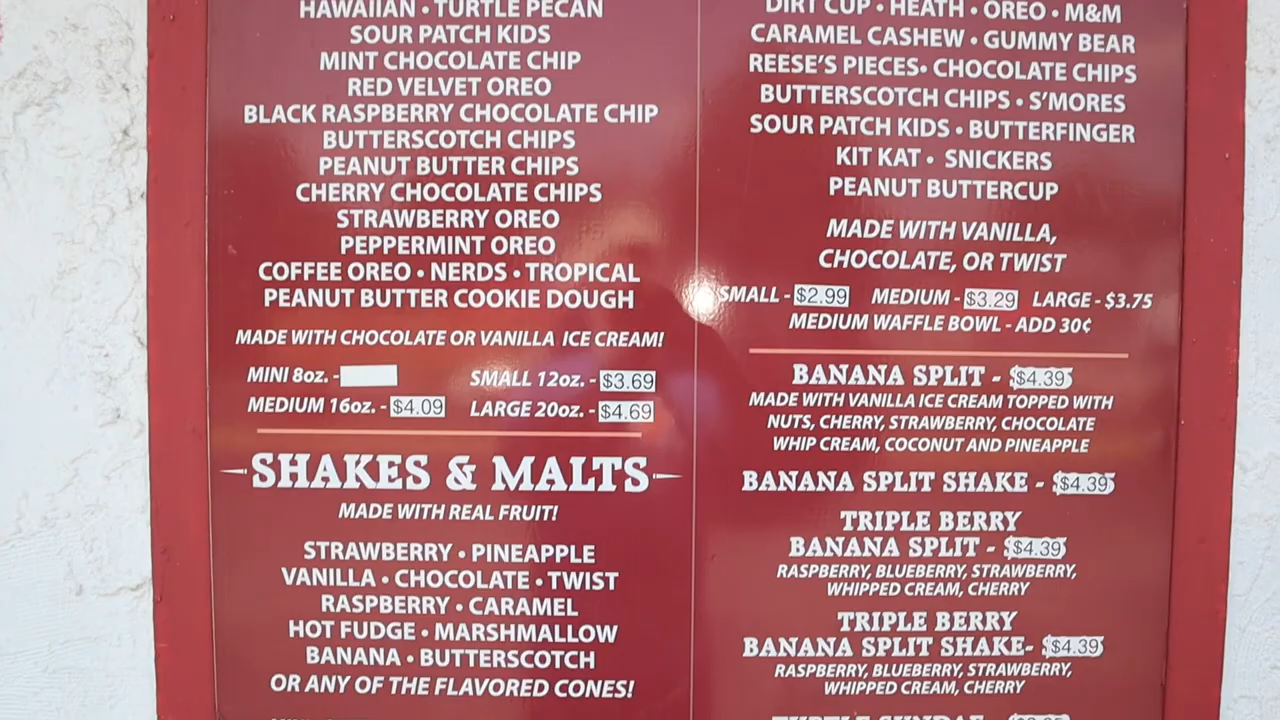 HAWAIIAN • TURTLE PECAN
SOUR PATCH KIDS
MINT CHOCOLATE CHIP
RED VELVET OREO
BLACK RASPBERRY CHOCOLATE CHIP
BUTTERSCOTCH CHIPS
PEANUT BUTTER CHIPS
CHERRY CHOCOLATE CHIPS
STRAWBERRY OREO
PEPPERMINT OREO
COFFEE OREO • NERDS • TROPICAL
PEANUT BUTTER COOKIE DOUGH
MADE WITH CHOCOLATE OR VANILLA ICE CREAM!
MINI 8oz. - SMALL 12oz. - $3.69
MEDIUM 16oz. - $4.09 LARGE 20oz. - $4.69
SHAKES & MALTS
MADE WITH REAL FRUIT!
STRAWBERRY • PINEAPPLE
VANILLA • CHOCOLATE • TWIST
RASPBERRY • CARAMEL
HOT FUDGE • MARSHMALLOW
BANANA • BUTTERSCOTCH
OR ANY OF THE FLAVORED CONES!
DIRT CUP • HEATH • OREO • M&M
CARAMEL CASHEW • GUMMY BEAR
REESE'S PIECES• CHOCOLATE CHIPS
BUTTERSCOTCH CHIPS • S'MORES
SOUR PATCH KIDS • BUTTERFINGER
KIT KAT • SNICKERS
PEANUT BUTTERCUP
MADE WITH VANILLA,
CHOCOLATE, OR TWIST
SMALL - $2.99 MEDIUM - $3.29 LARGE - $3.75
MEDIUM WAFFLE BOWL - ADD 30¢
BANANA SPLIT - $4.39
MADE WITH VANILLA ICE CREAM TOPPED WITH
NUTS, CHERRY, STRAWBERRY, CHOCOLATE
WHIP CREAM, COCONUT AND PINEAPPLE
BANANA SPLIT SHAKE - $4.39
TRIPLE BERRY
BANANA SPLIT - $4.39
RASPBERRY, BLUEBERRY, STRAWBERRY,
WHIPPED CREAM, CHERRY
TRIPLE BERRY
BANANA SPLIT SHAKE- $4.39
RASPBERRY, BLUEBERRY, STRAWBERRY,
WHIPPED CREAM, CHERRY
TURTLE SUNDAE -